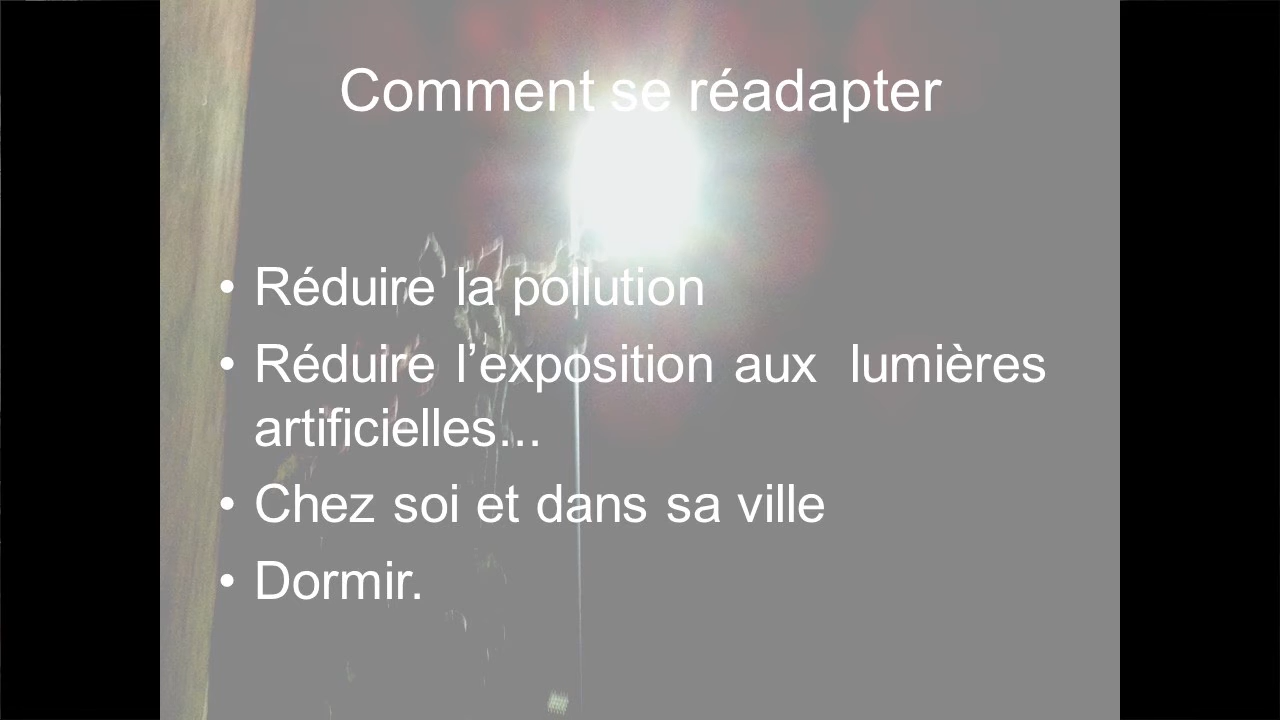 Comment se réadapter
• Réduire la pollution
• Réduire l’exposition aux  lumières
artificielles...
• Chez soi et dans sa ville
• Dormir.